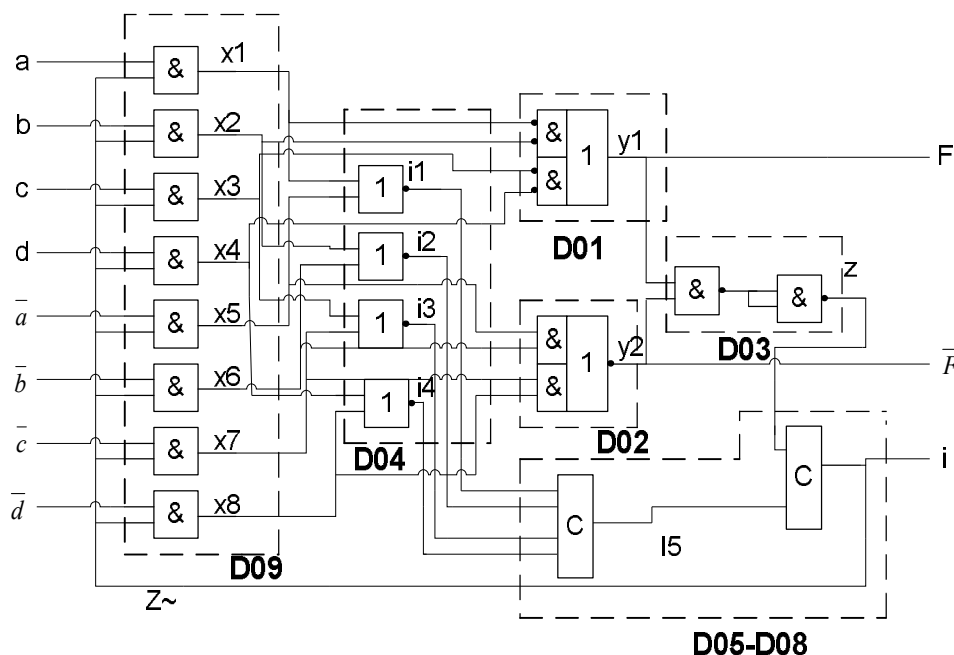 a
b
c
d
a̅
b̅
c̅
d̅
&
&
&
&
&
&
&
&
x1
x2
x3
x4
x5
x6
x7
x8
D09
Z~
1
i1
1
i2
1
i3
1
i4
D04
&
&
1
y1
D01
&
&
1
y2
D02
&
&
z
D03
C
I5
C
D05-D08
F
F̅
i